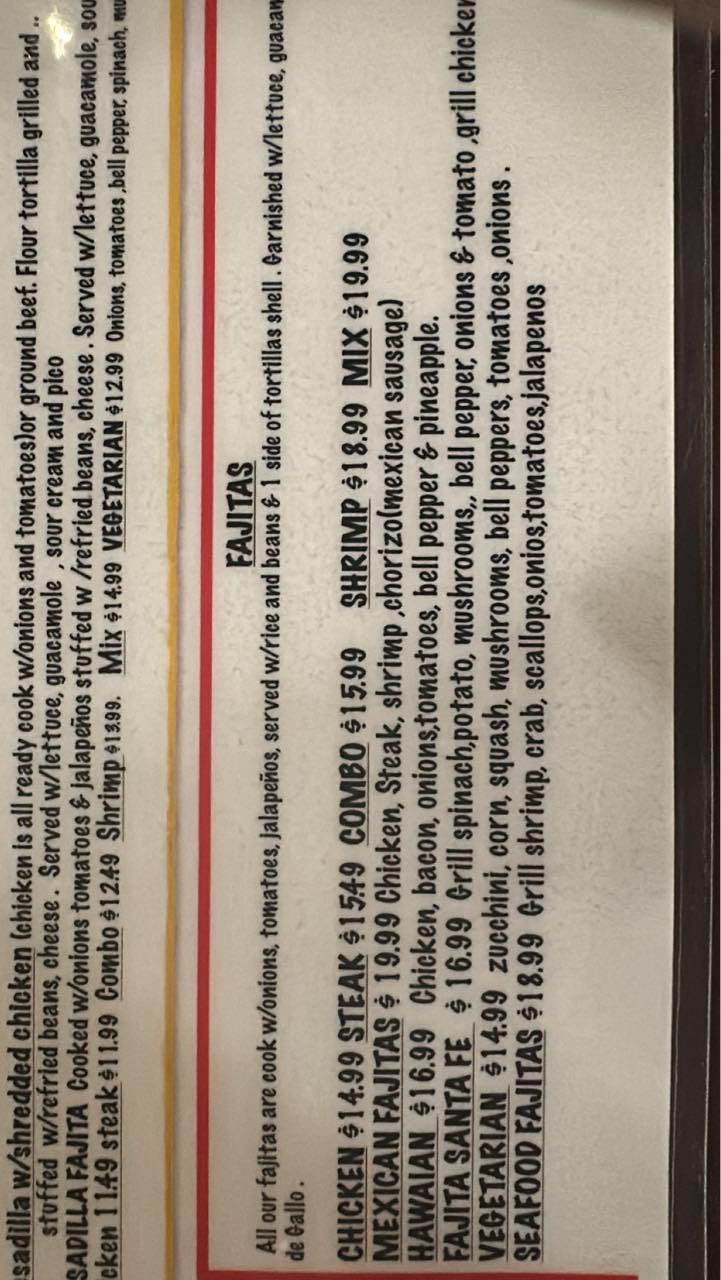 sadilla w/shredded chicken (chicken is all ready cook w/onions and tomatoes)or ground beef. Flour tortilla grilled and ..
stuffed w/refried beans, cheese. Served w/lettuce, guacamole , sour cream and pico
SADILLA FAJITA Cooked w/onions tomatoes & Jalapeños stuffed w /refried beans, cheese. Served w/lettuce, guacamole, sou
cken 11.49 steak $11.99 Combo $12.49 Shrimp $13.99. Mix $14.99 VEGETARIAN $12.99 Onions, tomatoes ,bell pepper, spinach, mu
FAJITAS
All our fajitas are cook w/onions, tomatoes, Jalapeños, served w/rice and beans & 1 side of tortillas shell . Garnished w/lettuce, guacam
de Gallo.
CHICKEN $14.99 STEAK $15.49 COMBO $15.99 SHRIMP $18.99 MIX $19.99
MEXICAN FAJITAS $ 19.99 Chicken, Steak, shrimp ,chorizo(mexican sausage)
HAWAIAN $16.99 Chicken, bacon, onions,tomatoes, bell pepper & pineapple.
FAJITA SANTA FE $ 16.99 Grill spinach,potato, mushrooms,, bell pepper, onions & tomato ,grill chicken
VEGETARIAN $14.99 zucchini, corn, squash, mushrooms, bell peppers, tomatoes ,onions .
SEAFOOD FAJITAS $18.99 Grill shrimp, crab, scallops,onios,tomatoes,jalapenos